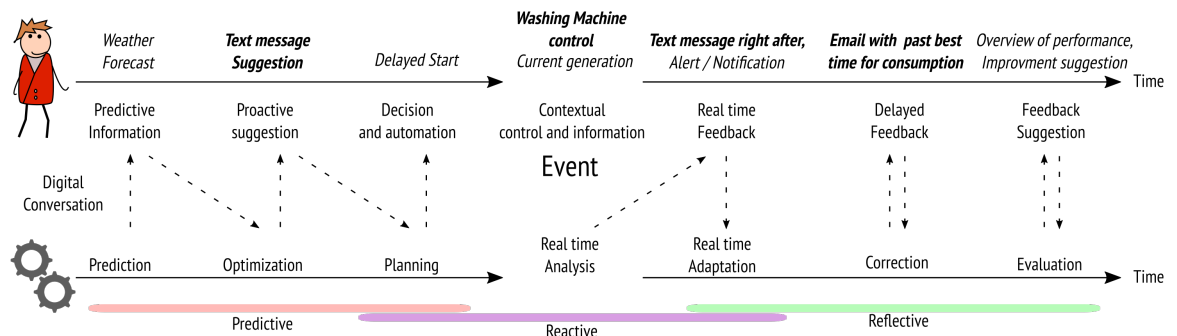 Weather
Forecast
Text message
Suggestion
Delayed Start
Washing Machine
control
Current generation
Text message right after,
Alert / Notification
Email with past best
time for consumption
Overview of performance,
Improvment suggestion
Time
Predictive
Information
Proactive
suggestion
Decision
and automation
Contextual
control and information
Real time
Feedback
Delayed
Feedback
Feedback
Suggestion
Event
Digital
Conversation
Prediction
Optimization
Planning
Real time
Analysis
Real time
Adaptation
Correction
Evaluation
Time
Predictive
Reactive
Reflective